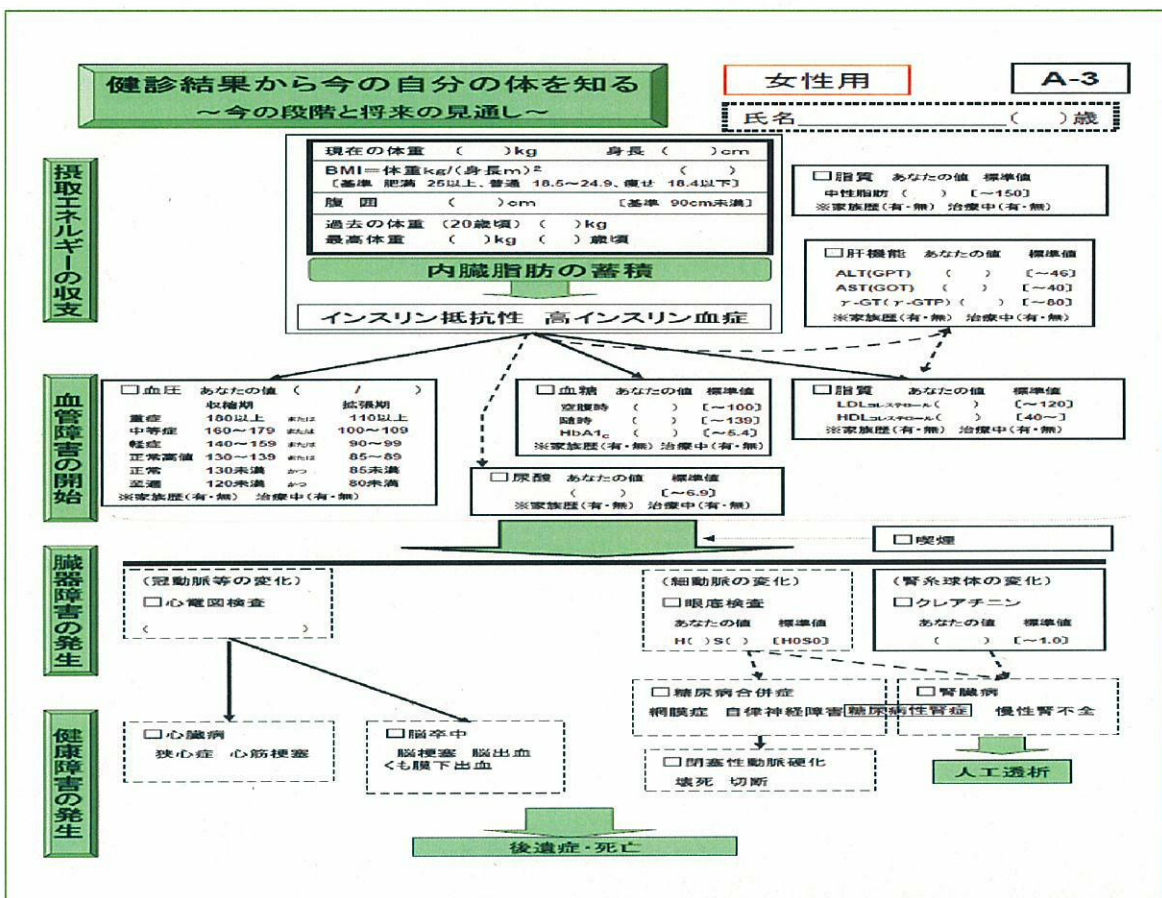 健診結果から今の自分の体を知る
～今の段階と将来の見通し～
女性用
A-3
氏名 ( )歳
摂取エネルギーの収支
現在の体重 ( )kg 身長 ( )cm
BMI=体重kg/(身長m)² ( )
[基準 肥満 25以上、普通 18.5～24.9、痩せ 18.4以下]
腹囲 ( )cm [基準 90cm未満]
過去の体重 (20歳頃) ( )kg
最高体重 ( )kg ( )歳頃
内臓脂肪の蓄積
インスリン抵抗性 高インスリン血症
□脂質 あなたの値 標準値
中性脂肪 ( ) [～150]
※家族歴(有・無) 治療中(有・無)
□肝機能 あなたの値 標準値
ALT(GPT) ( ) [～46]
AST(GOT) ( ) [～40]
γ-GT(γ-GTP) ( ) [～80]
※家族歴(有・無) 治療中(有・無)
血管障害の開始
□血圧 あなたの値 ( / )
収縮期 拡張期
重症 180以上 または 110以上
中等症 160～179 または 100～109
軽症 140～159 または 90～99
正常高値 130～139 または 85～89
正常 130未満 かつ 85未満
至適 120未満 かつ 80未満
※家族歴(有・無) 治療中(有・無)
□血糖 あなたの値 標準値
空腹時 ( ) [～100]
随時 ( ) [～139]
HbA1c ( ) [～5.4]
※家族歴(有・無) 治療中(有・無)
□脂質 あなたの値 標準値
LDLコレステロール( ) [～120]
HDLコレステロール( ) [40～]
※家族歴(有・無) 治療中(有・無)
□尿酸 あなたの値 標準値
( ) [～6.9]
※家族歴(有・無) 治療中(有・無)
□喫煙
臓器障害の発生
(冠動脈等の変化)
□心電図検査
( )
(細動脈の変化)
□眼底検査
あなたの値 標準値
H( )S( ) [H0S0]
(腎糸球体の変化)
□クレアチニン
あなたの値 標準値
( ) [～1.0]
健康障害の発生
□心臓病
狭心症 心筋梗塞
□脳卒中
脳梗塞 脳出血
くも膜下出血
□糖尿病合併症
網膜症 自律神経障害 糖尿病性腎症
□腎臓病
慢性腎不全
□閉塞性動脈硬化
壊死 切断
人工透析
後遺症・死亡